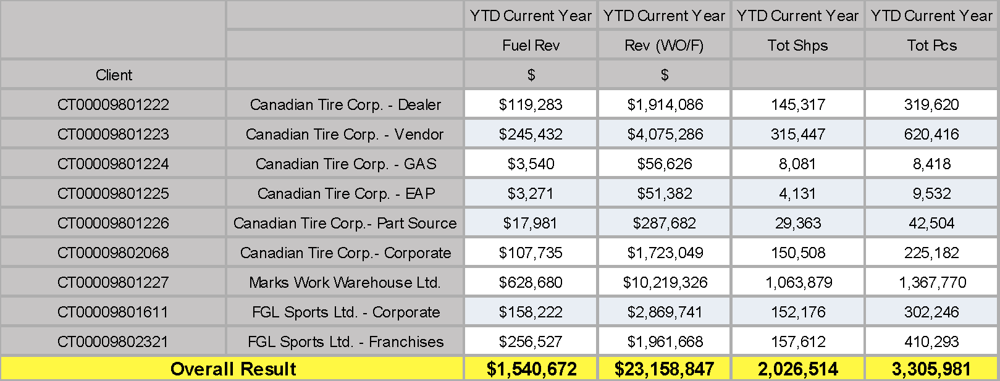 YTD Current Year YTD Current Year YTD Current Year YTD Current Year
Fuel Rev Rev (WO/F) Tot Shps Tot Pcs
Client $ $
CT00009801222 Canadian Tire Corp. - Dealer $119,283 $1,914,086 145,317 319,620
CT00009801223 Canadian Tire Corp. - Vendor $245,432 $4,075,286 315,447 620,416
CT00009801224 Canadian Tire Corp. - GAS $3,540 $56,626 8,081 8,418
CT00009801225 Canadian Tire Corp. - EAP $3,271 $51,382 4,131 9,532
CT00009801226 Canadian Tire Corp.- Part Source $17,981 $287,682 29,363 42,504
CT00009802068 Canadian Tire Corp.- Corporate $107,735 $1,723,049 150,508 225,182
CT00009801227 Marks Work Warehouse Ltd. $628,680 $10,219,326 1,063,879 1,367,770
CT00009801611 FGL Sports Ltd. - Corporate $158,222 $2,869,741 152,176 302,246
CT00009802321 FGL Sports Ltd. - Franchises $256,527 $1,961,668 157,612 410,293
Overall Result $1,540,672 $23,158,847 2,026,514 3,305,981